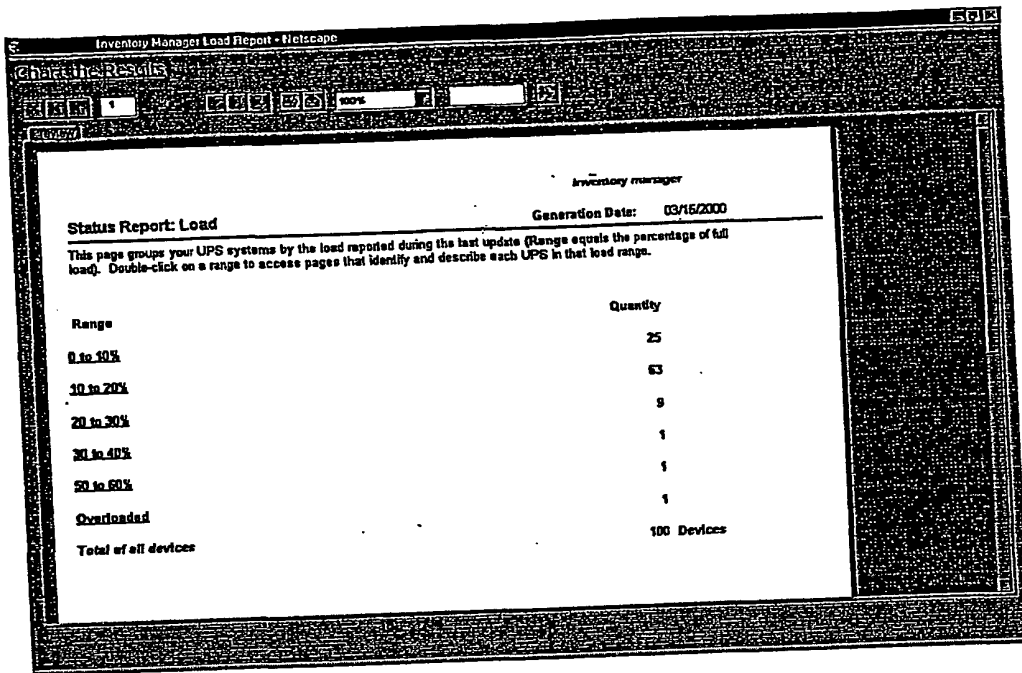 Inventory Manager Load Report - Netscape
Chart the Results
1
100%
Preview
Inventory manager
Status Report: Load
Generation Date: 03/15/2000
This page groups your UPS systems by the load reported during the last update (Range equals the percentage of full
load). Double-click on a range to access pages that identify and describe each UPS in that load range.
Range Quantity
0 to 10% 25
10 to 20% 63
20 to 30% 9
30 to 40% 1
50 to 60% 1
Overloaded 1
Total of all devices 100 Devices